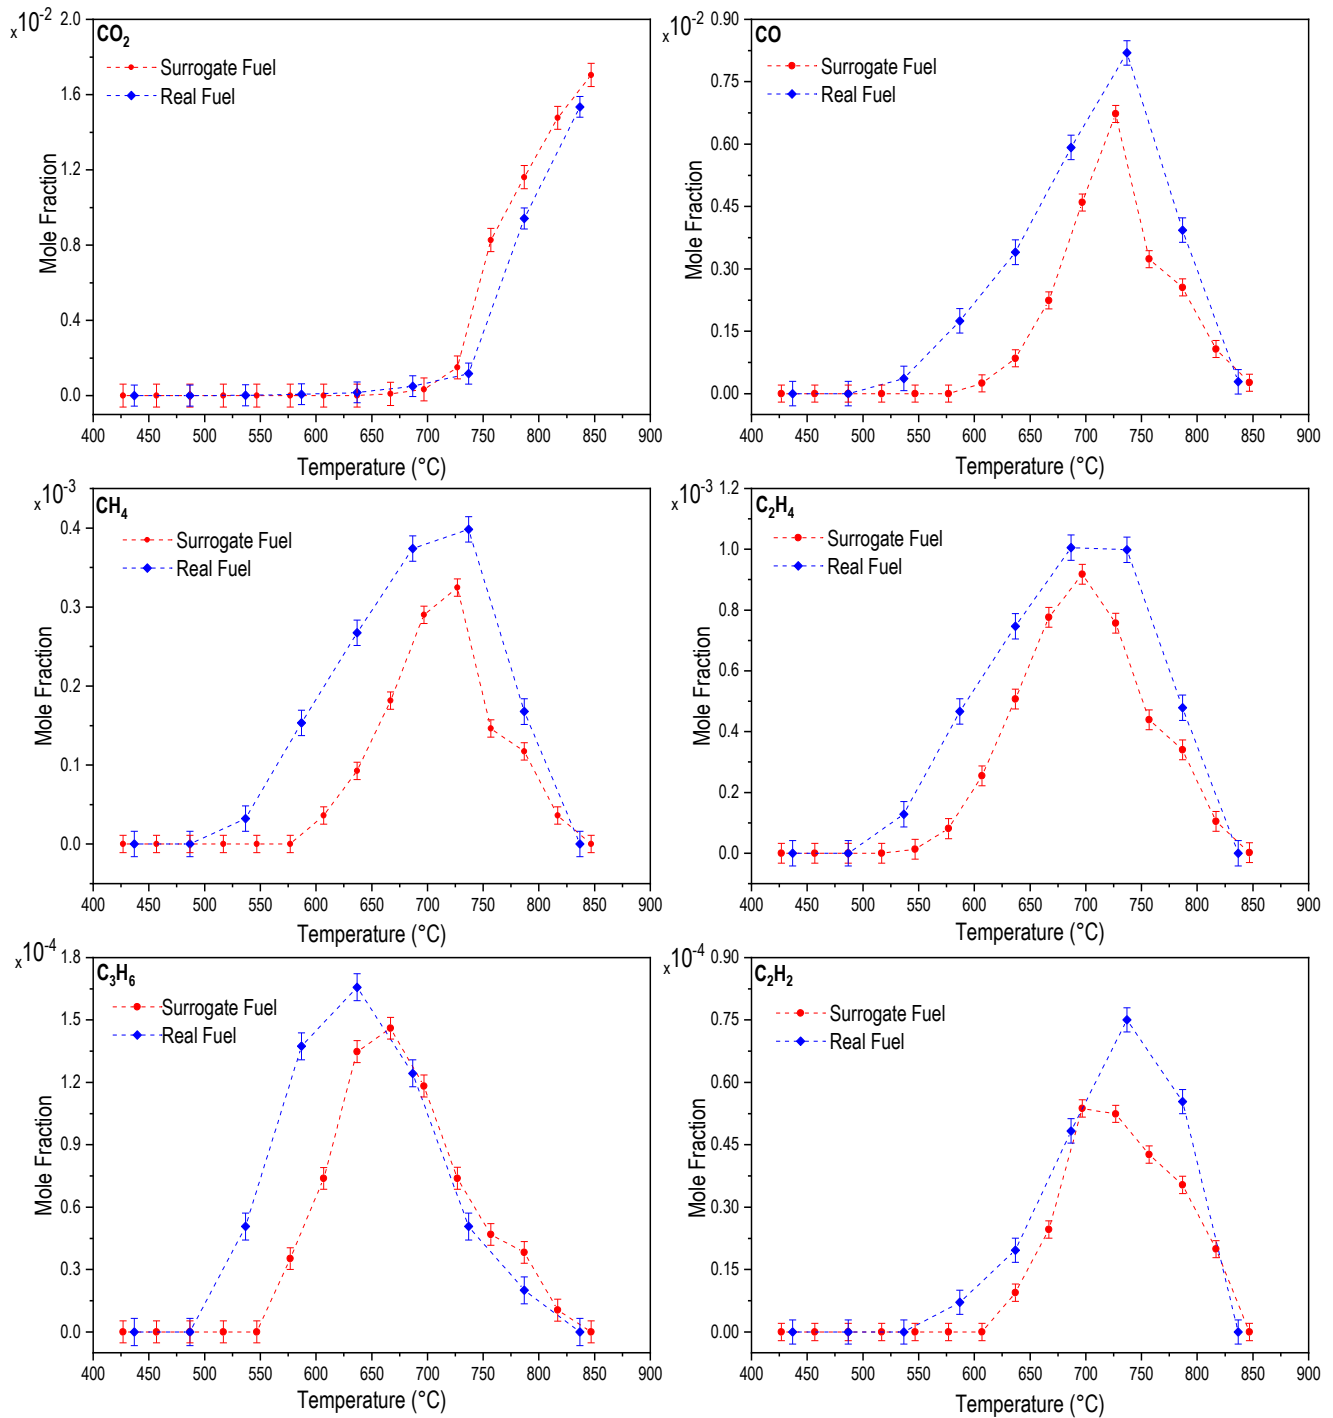 ×10⁻² 2.0 CO₂
Surrogate Fuel
Real Fuel
1.6
1.2
0.8
0.4
0.0
Mole Fraction
400 450 500 550 600 650 700 750 800 850 900
Temperature (°C)
×10⁻² 0.90 CO
Surrogate Fuel
Real Fuel
0.75
0.60
0.45
0.30
0.15
0.00
Mole Fraction
400 450 500 550 600 650 700 750 800 850 900
Temperature (°C)
×10⁻³ CH₄
Surrogate Fuel
Real Fuel
0.4
0.3
0.2
0.1
0.0
Mole Fraction
400 450 500 550 600 650 700 750 800 850 900
Temperature (°C)
×10⁻³ 1.2 C₂H₄
Surrogate Fuel
Real Fuel
1.0
0.8
0.6
0.4
0.2
0.0
Mole Fraction
400 450 500 550 600 650 700 750 800 850 900
Temperature (°C)
×10⁻⁴ 1.8 C₃H₆
Surrogate Fuel
Real Fuel
1.5
1.2
0.9
0.6
0.3
0.0
Mole Fraction
400 450 500 550 600 650 700 750 800 850 900
Temperature (°C)
×10⁻⁴ 0.90 C₂H₂
Surrogate Fuel
Real Fuel
0.75
0.60
0.45
0.30
0.15
0.00
Mole Fraction
400 450 500 550 600 650 700 750 800 850 900
Temperature (°C)